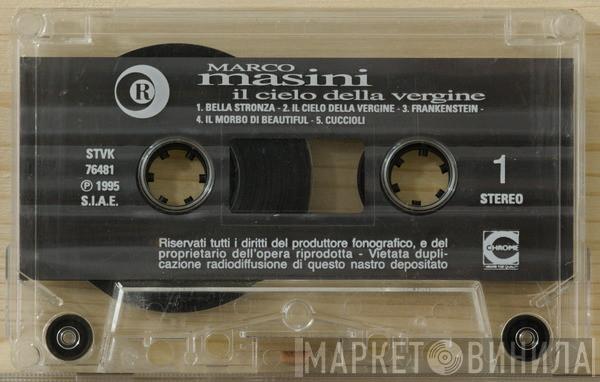 R
MARCO
masini
il cielo della vergine
1. BELLA STRONZA - 2. IL CIELO DELLA VERGINE - 3. FRANKENSTEIN -
4. IL MORBO DI BEAUTIFUL - 5. CUCCIOLI
STVK
76481
℗ 1995
S.I.A.E.
1
STEREO
CHROME
Riservati tutti i diritti del produttore fonografico, e del
proprietario dell'opera riprodotta - Vietata dupli-
cazione radiodiffusione di questo nastro depositato
МАРКЕТ ВИНИЛА